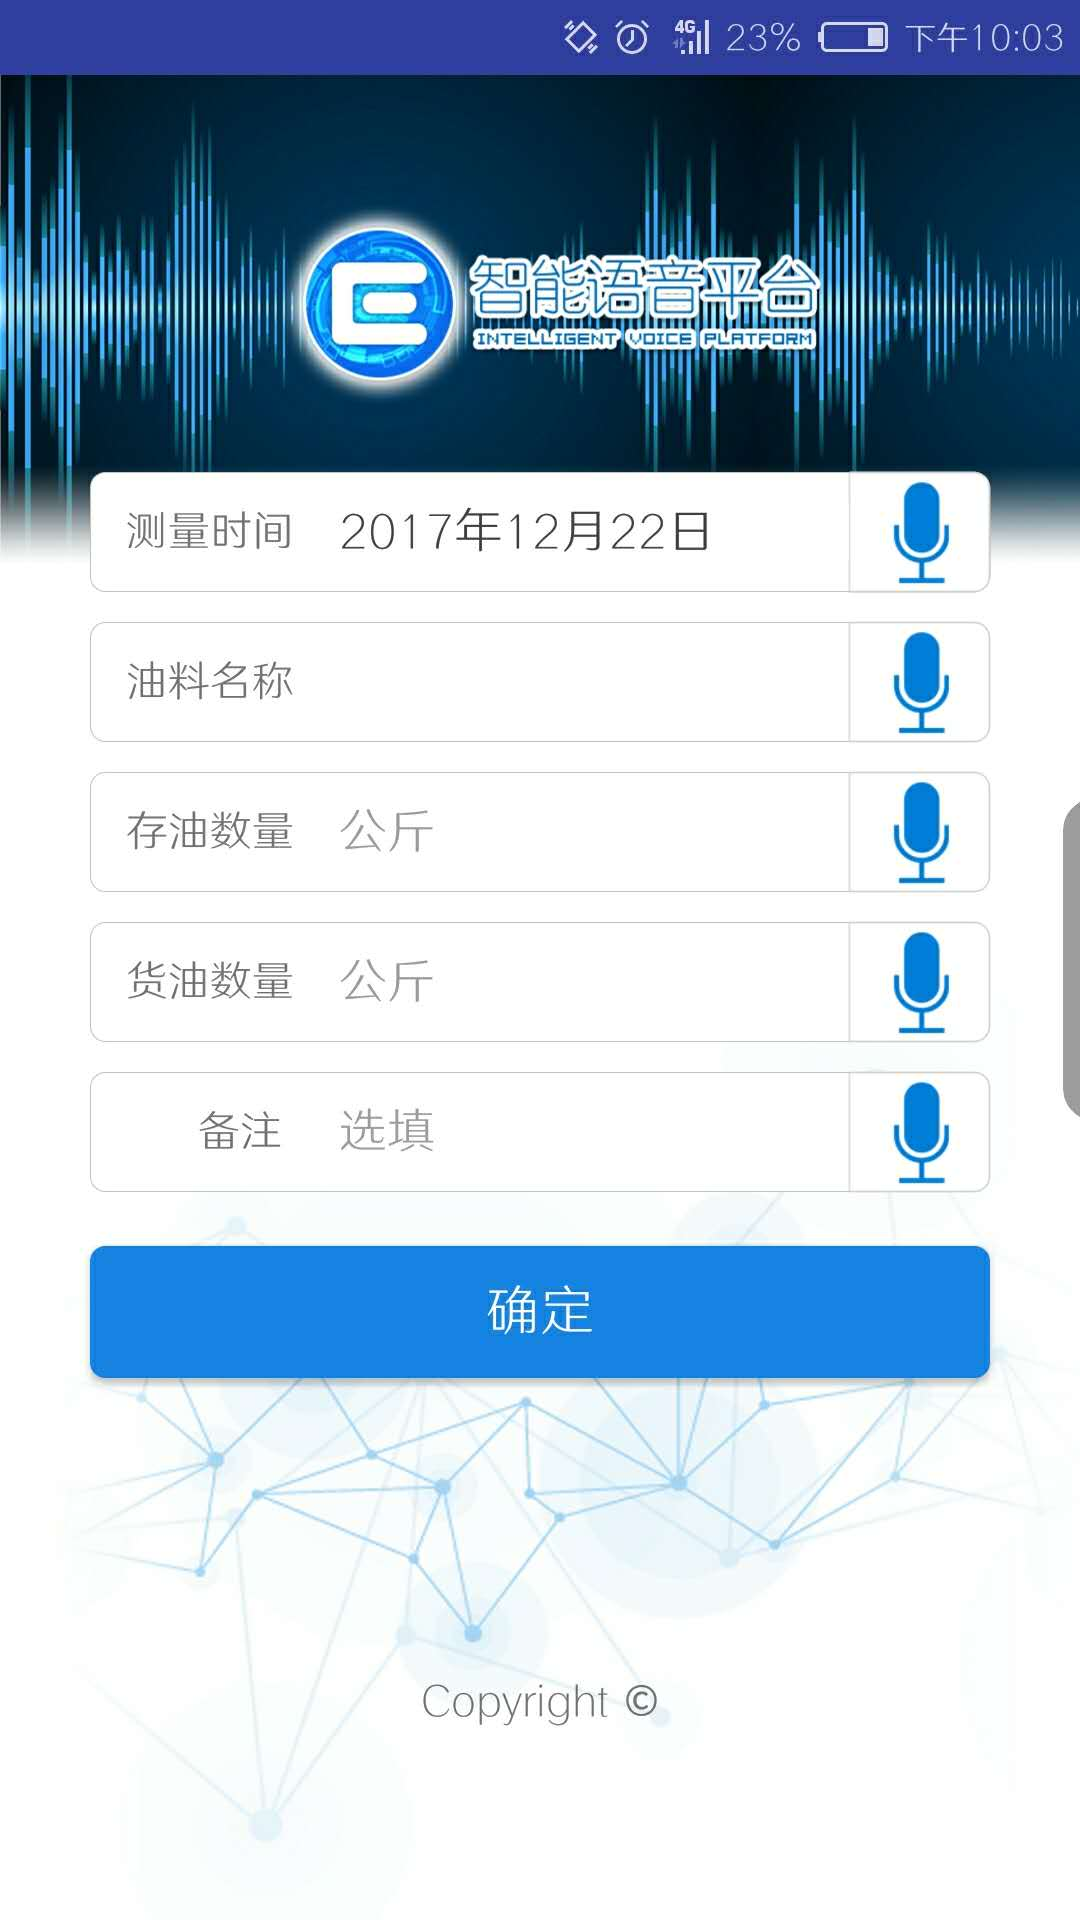 4G 23% 下午10:03
E 智能语音平台
INTELLIGENT VOICE PLATFORM
测量时间 2017年12月22日
油料名称
存油数量 公斤
货油数量 公斤
备注 选填
确定
Copyright ©